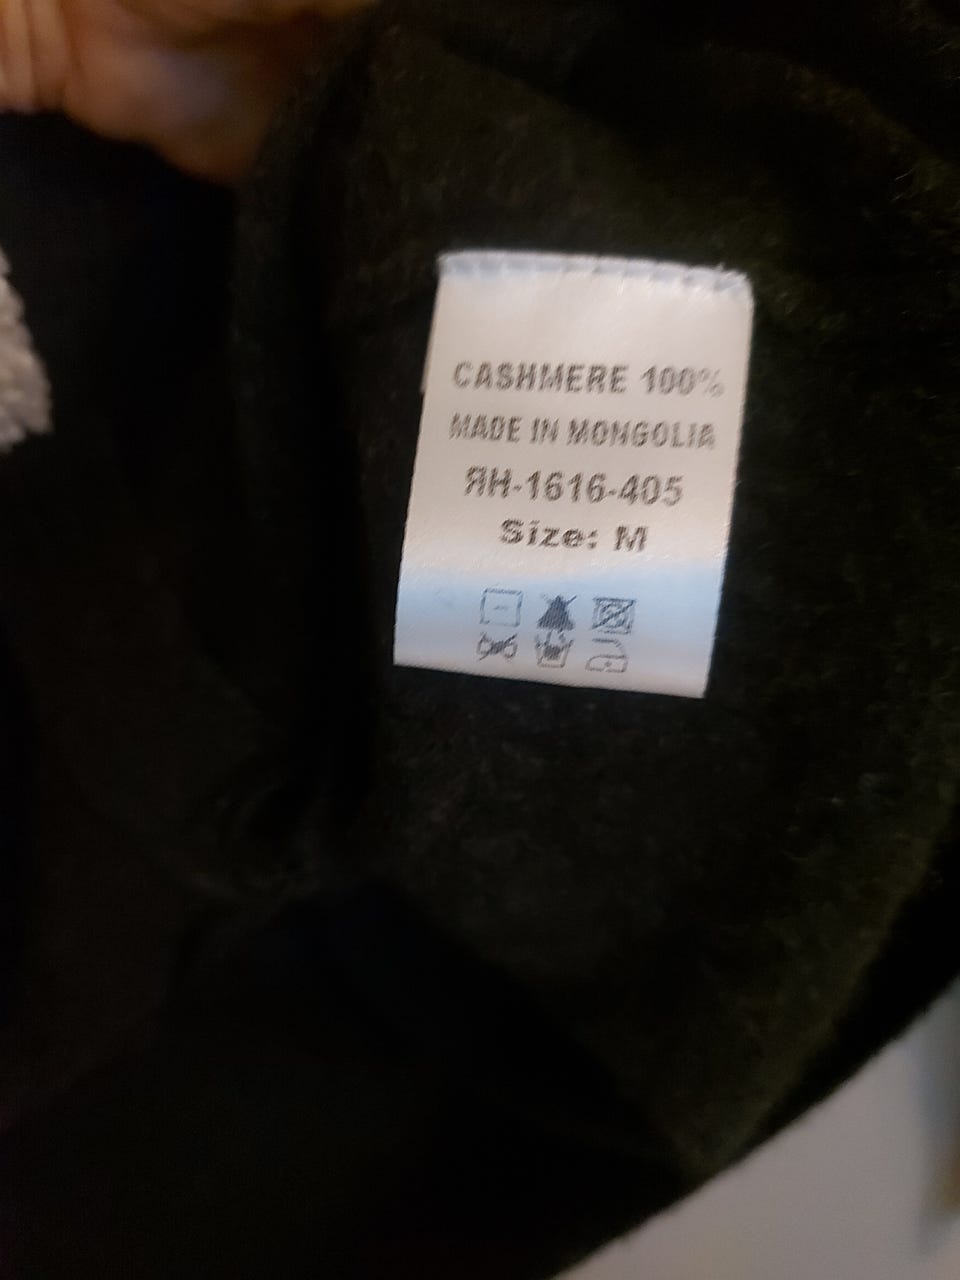 CASHMERE 100%
MADE IN MONGOLIA
ЯН-1616-405
Size: M